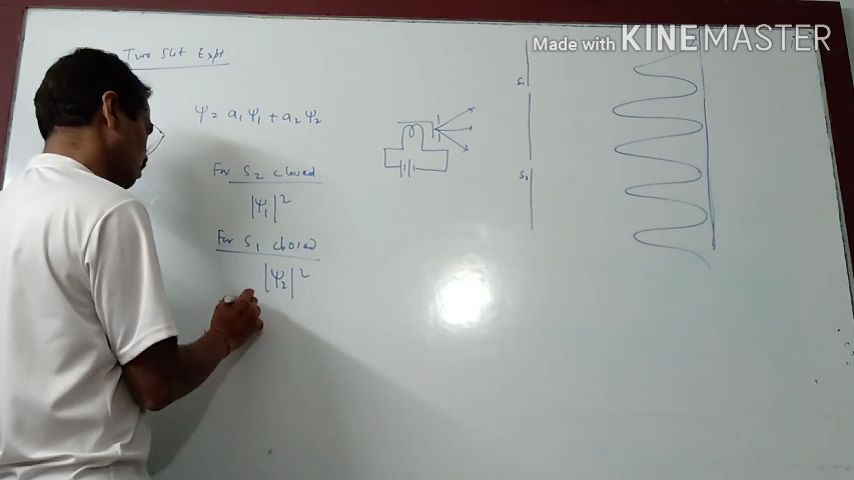 Made with KINEMASTER
Two Slit Expt
ψ = a₁ψ₁ + a₂ψ₂
For S₂ closed
|ψ₁|²
For S₁ closed
|ψ₂|²
S₁
S₂